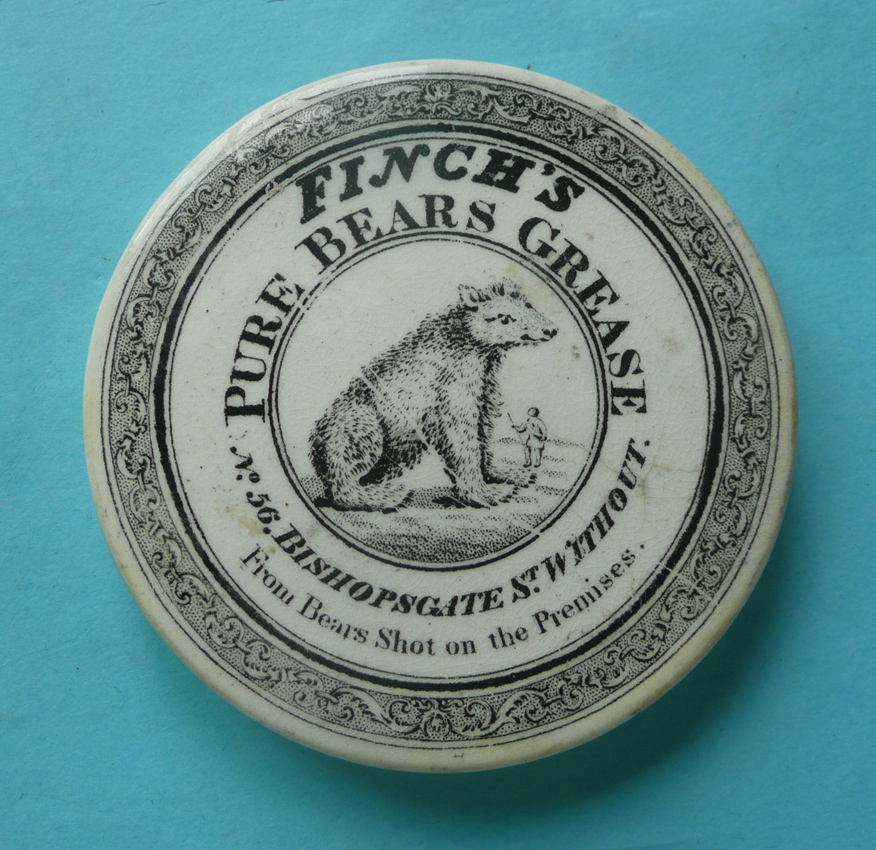 FINCH'S
PURE BEARS GREASE
No. 56. BISHOPSGATE ST. WITHOUT.
From Bears Shot on the Premises.